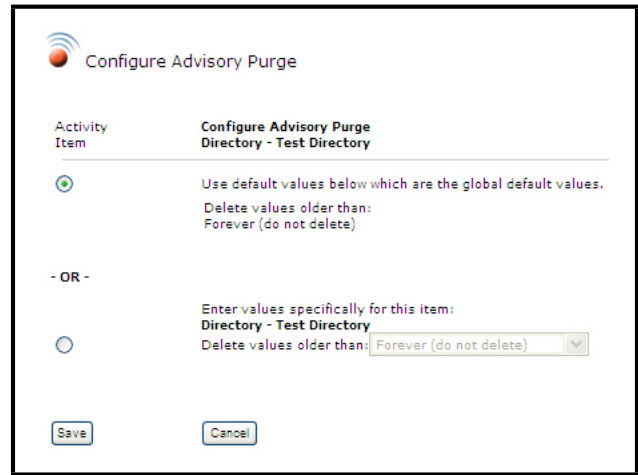 Configure Advisory Purge
Activity Configure Advisory Purge
Item Directory - Test Directory
Use default values below which are the global default values.
Delete values older than:
Forever (do not delete)
- OR -
Enter values specifically for this item:
Directory - Test Directory
Delete values older than: Forever (do not delete)
Save Cancel